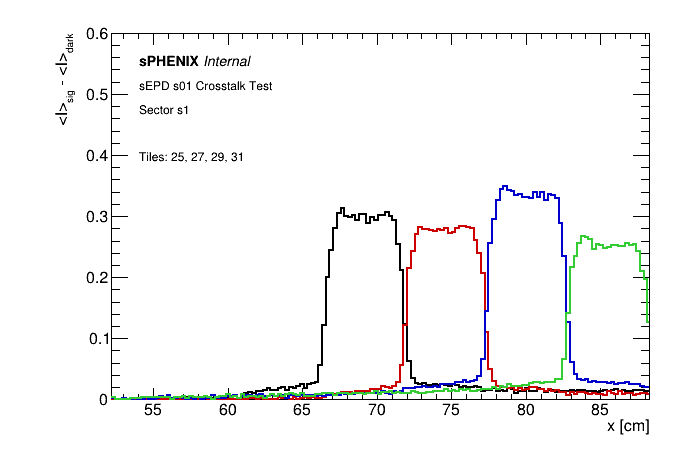 0.6
0.5
0.4
0.3
0.2
0.1
0
<I>sig - <I>dark
sPHENIX Internal
sEPD s01 Crosstalk Test
Sector s1
Tiles: 25, 27, 29, 31
55 60 65 70 75 80 85
x [cm]